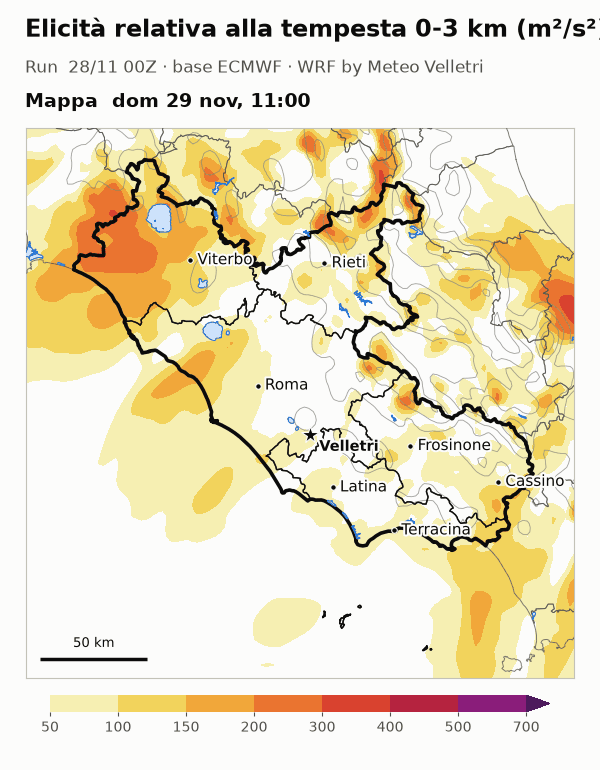 Elicità relativa alla tempesta 0-3 km (m²/s²)
Run  28/11 00Z · base ECMWF · WRF by Meteo Velletri
Mappa  dom 29 nov, 11:00
Viterbo
Rieti
Roma
Velletri
Frosinone
Cassino
Latina
Terracina
50 km
50 100 150 200 300 400 500 700